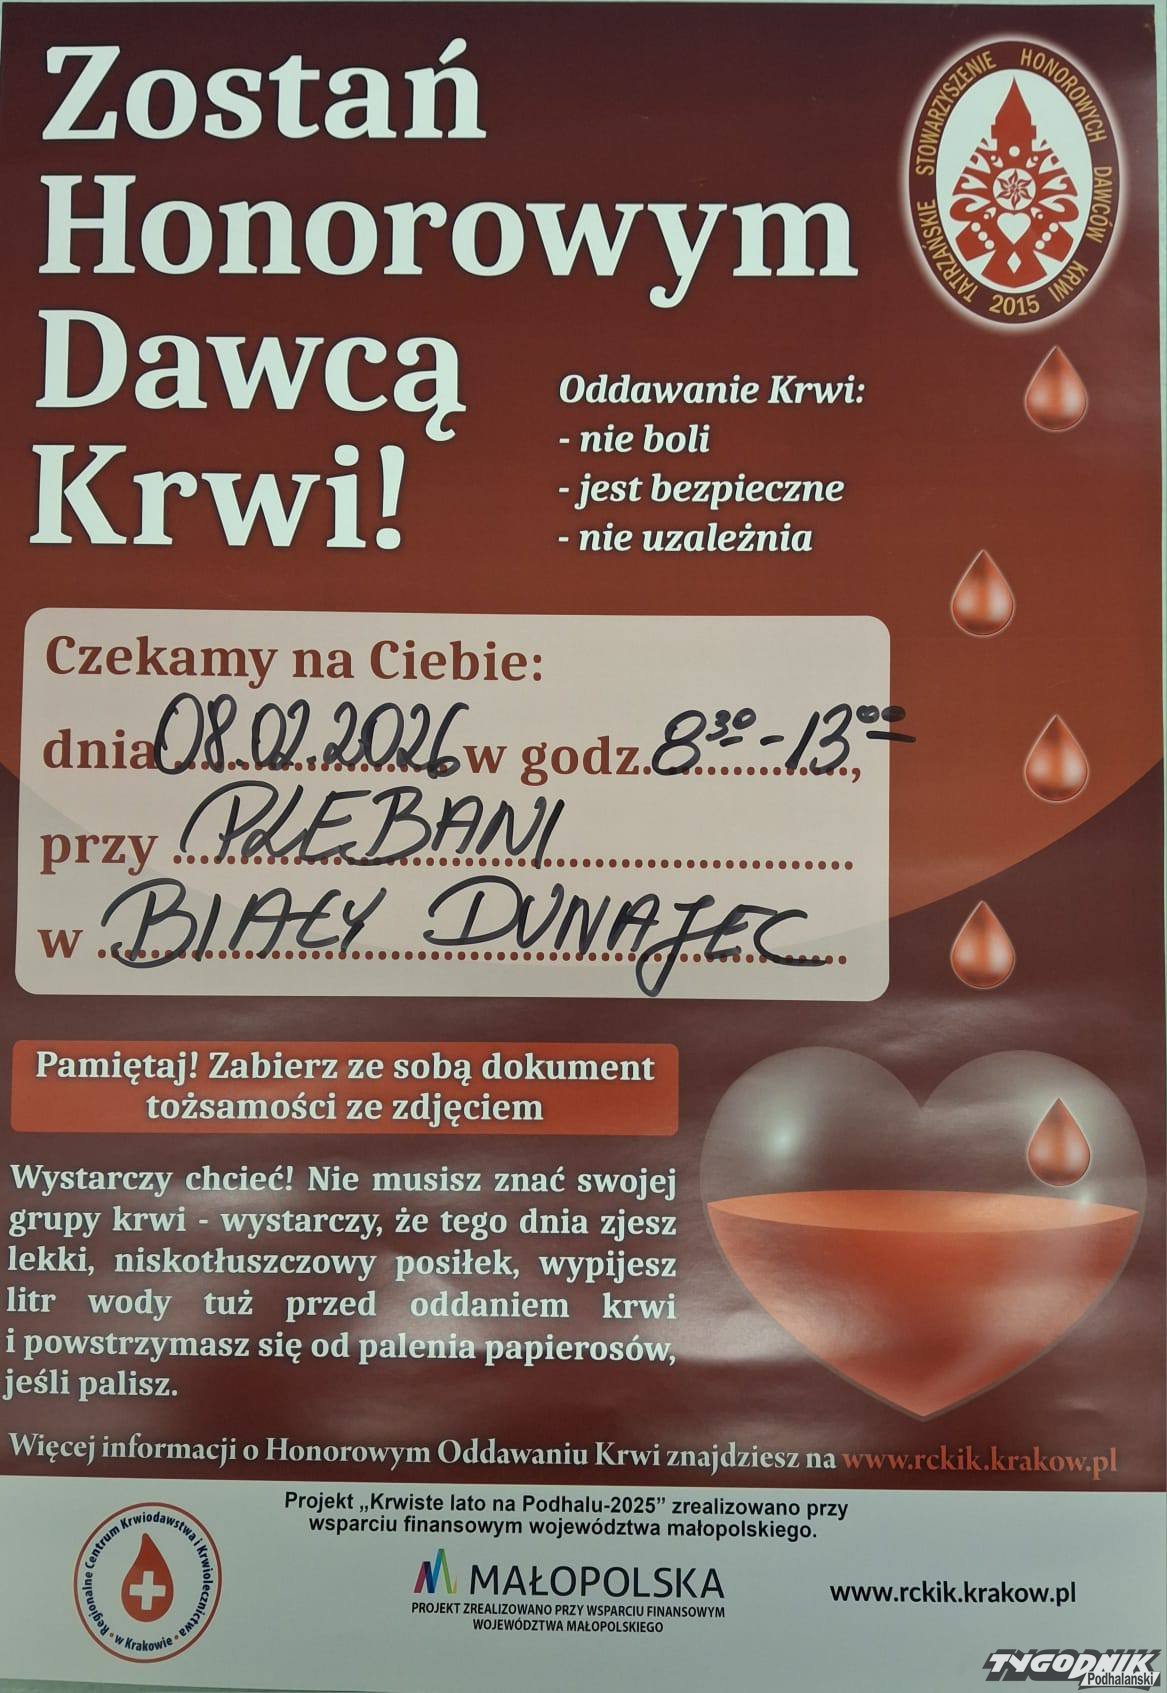 Zostań
Honorowym
Dawcą
Krwi!
TATRZAŃSKIE STOWARZYSZENIE HONOROWYCH DAWCÓW KRWI
2015
Oddawanie Krwi:
- nie boli
- jest bezpieczne
- nie uzależnia
Czekamy na Ciebie:
dnia 08.02.2026 w godz. 8³⁰-13⁰⁰,
przy PLEBANI
w BIAŁY DUNAJEC
Pamiętaj! Zabierz ze sobą dokument
tożsamości ze zdjęciem
Wystarczy chcieć! Nie musisz znać swojej
grupy krwi - wystarczy, że tego dnia zjesz
lekki, niskotłuszczowy posiłek, wypijesz
litr wody tuż przed oddaniem krwi
i powstrzymasz się od palenia papierosów,
jeśli palisz.
Więcej informacji o Honorowym Oddawaniu Krwi znajdziesz na www.rckik.krakow.pl
Projekt „Krwiste lato na Podhalu-2025” zrealizowano przy
wsparciu finansowym województwa małopolskiego.
Regionalne Centrum Krwiodawstwa i Krwiolecznictwa
• w Krakowie •
MAŁOPOLSKA
PROJEKT ZREALIZOWANO PRZY WSPARCIU FINANSOWYM
WOJEWÓDZTWA MAŁOPOLSKIEGO
www.rckik.krakow.pl
TYGODNIK
Podhalański